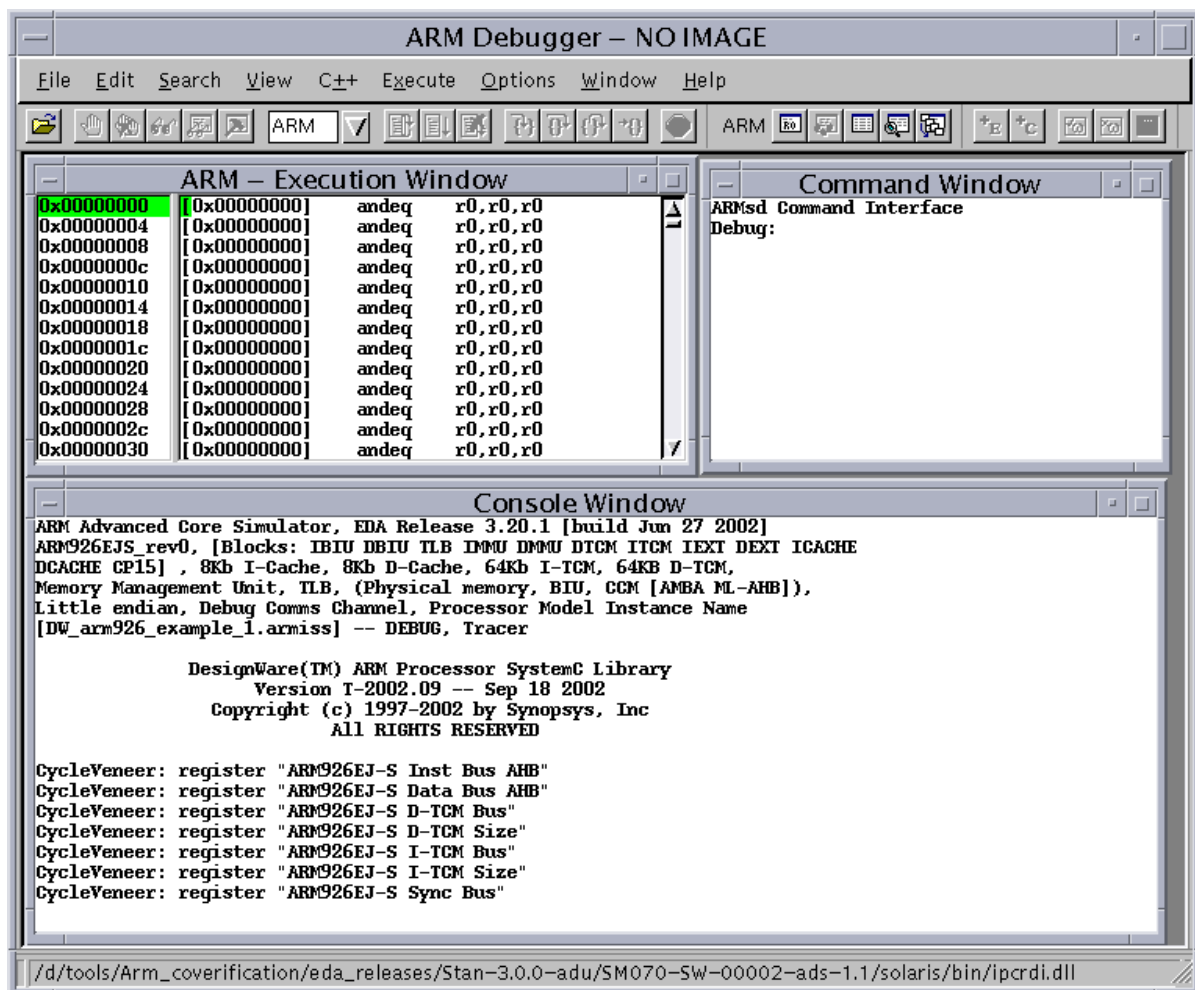 ARM Debugger – NO IMAGE
File Edit Search View C++ Execute Options Window Help
ARM ARM
ARM – Execution Window
0x00000000 [0x00000000] andeq r0,r0,r0
0x00000004 [0x00000000] andeq r0,r0,r0
0x00000008 [0x00000000] andeq r0,r0,r0
0x0000000c [0x00000000] andeq r0,r0,r0
0x00000010 [0x00000000] andeq r0,r0,r0
0x00000014 [0x00000000] andeq r0,r0,r0
0x00000018 [0x00000000] andeq r0,r0,r0
0x0000001c [0x00000000] andeq r0,r0,r0
0x00000020 [0x00000000] andeq r0,r0,r0
0x00000024 [0x00000000] andeq r0,r0,r0
0x00000028 [0x00000000] andeq r0,r0,r0
0x0000002c [0x00000000] andeq r0,r0,r0
0x00000030 [0x00000000] andeq r0,r0,r0
Command Window
ARMsd Command Interface
Debug:
Console Window
ARM Advanced Core Simulator, EDA Release 3.20.1 [build Jun 27 2002]
ARM926EJS_rev0, [Blocks: IBIU DBIU TLB IMMU DMMU DTCM ITCM IEXT DEXT ICACHE
DCACHE CP15] , 8Kb I-Cache, 8Kb D-Cache, 64Kb I-TCM, 64KB D-TCM,
Memory Management Unit, TLB, (Physical memory, BIU, CCM [AMBA ML-AHB]),
Little endian, Debug Comms Channel, Processor Model Instance Name
[DW_arm926_example_1.armiss] -- DEBUG, Tracer
DesignWare(TM) ARM Processor SystemC Library
Version T-2002.09 -- Sep 18 2002
Copyright (c) 1997-2002 by Synopsys, Inc
All RIGHTS RESERVED
CycleVeneer: register "ARM926EJ-S Inst Bus AHB"
CycleVeneer: register "ARM926EJ-S Data Bus AHB"
CycleVeneer: register "ARM926EJ-S D-TCM Bus"
CycleVeneer: register "ARM926EJ-S D-TCM Size"
CycleVeneer: register "ARM926EJ-S I-TCM Bus"
CycleVeneer: register "ARM926EJ-S I-TCM Size"
CycleVeneer: register "ARM926EJ-S Sync Bus"
/d/tools/Arm_coverification/eda_releases/Stan-3.0.0-adu/SM070-SW-00002-ads-1.1/solaris/bin/ipcrdi.dll